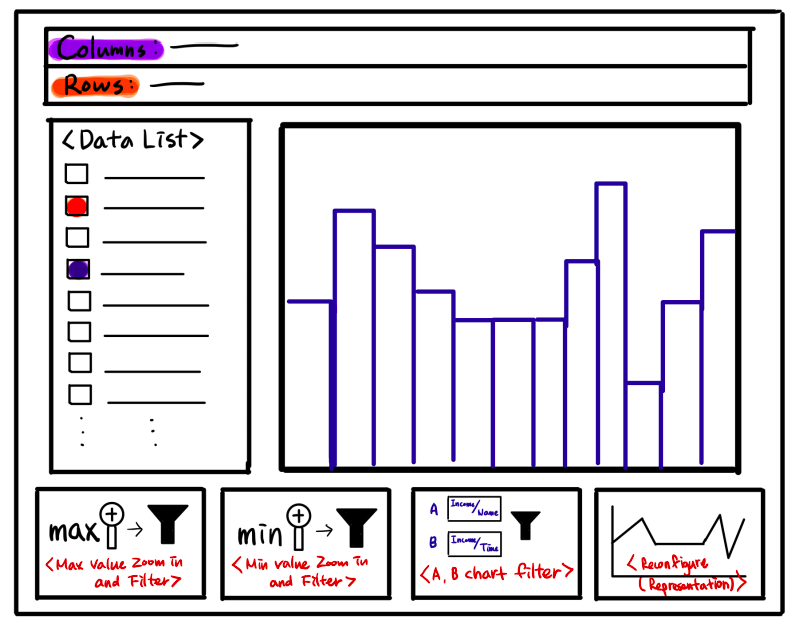 Columns:
Rows:
<Data List>
max
<Max value Zoom in
and Filter>
min
<Min value Zoom in
and Filter>
A Income/Name
B Income/Time
<A, B chart filter>
<Reconfigure
(Representation)>